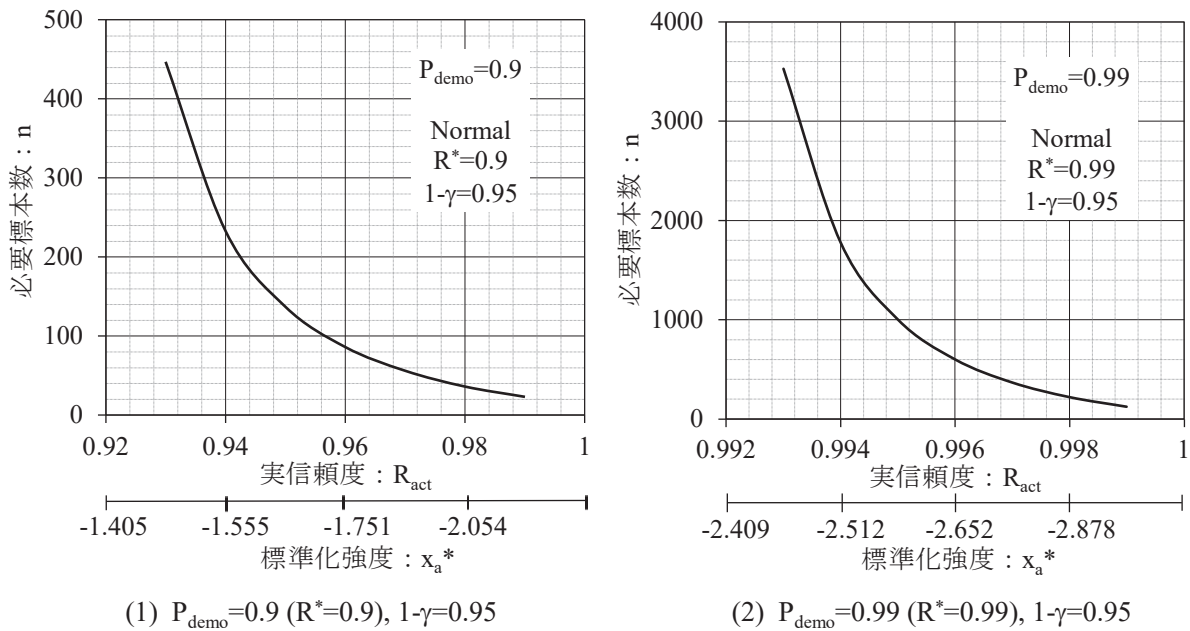 500
400
300
200
100
0
必要標本数：n
P_demo=0.9
Normal
R*=0.9
1-γ=0.95
0.92 0.94 0.96 0.98 1
実信頼度：R_act
-1.405 -1.555 -1.751 -2.054
標準化強度：x_a*
(1) P_demo=0.9 (R*=0.9), 1-γ=0.95
4000
3000
2000
1000
0
必要標本数：n
P_demo=0.99
Normal
R*=0.99
1-γ=0.95
0.992 0.994 0.996 0.998 1
実信頼度：R_act
-2.409 -2.512 -2.652 -2.878
標準化強度：x_a*
(2) P_demo=0.99 (R*=0.99), 1-γ=0.95